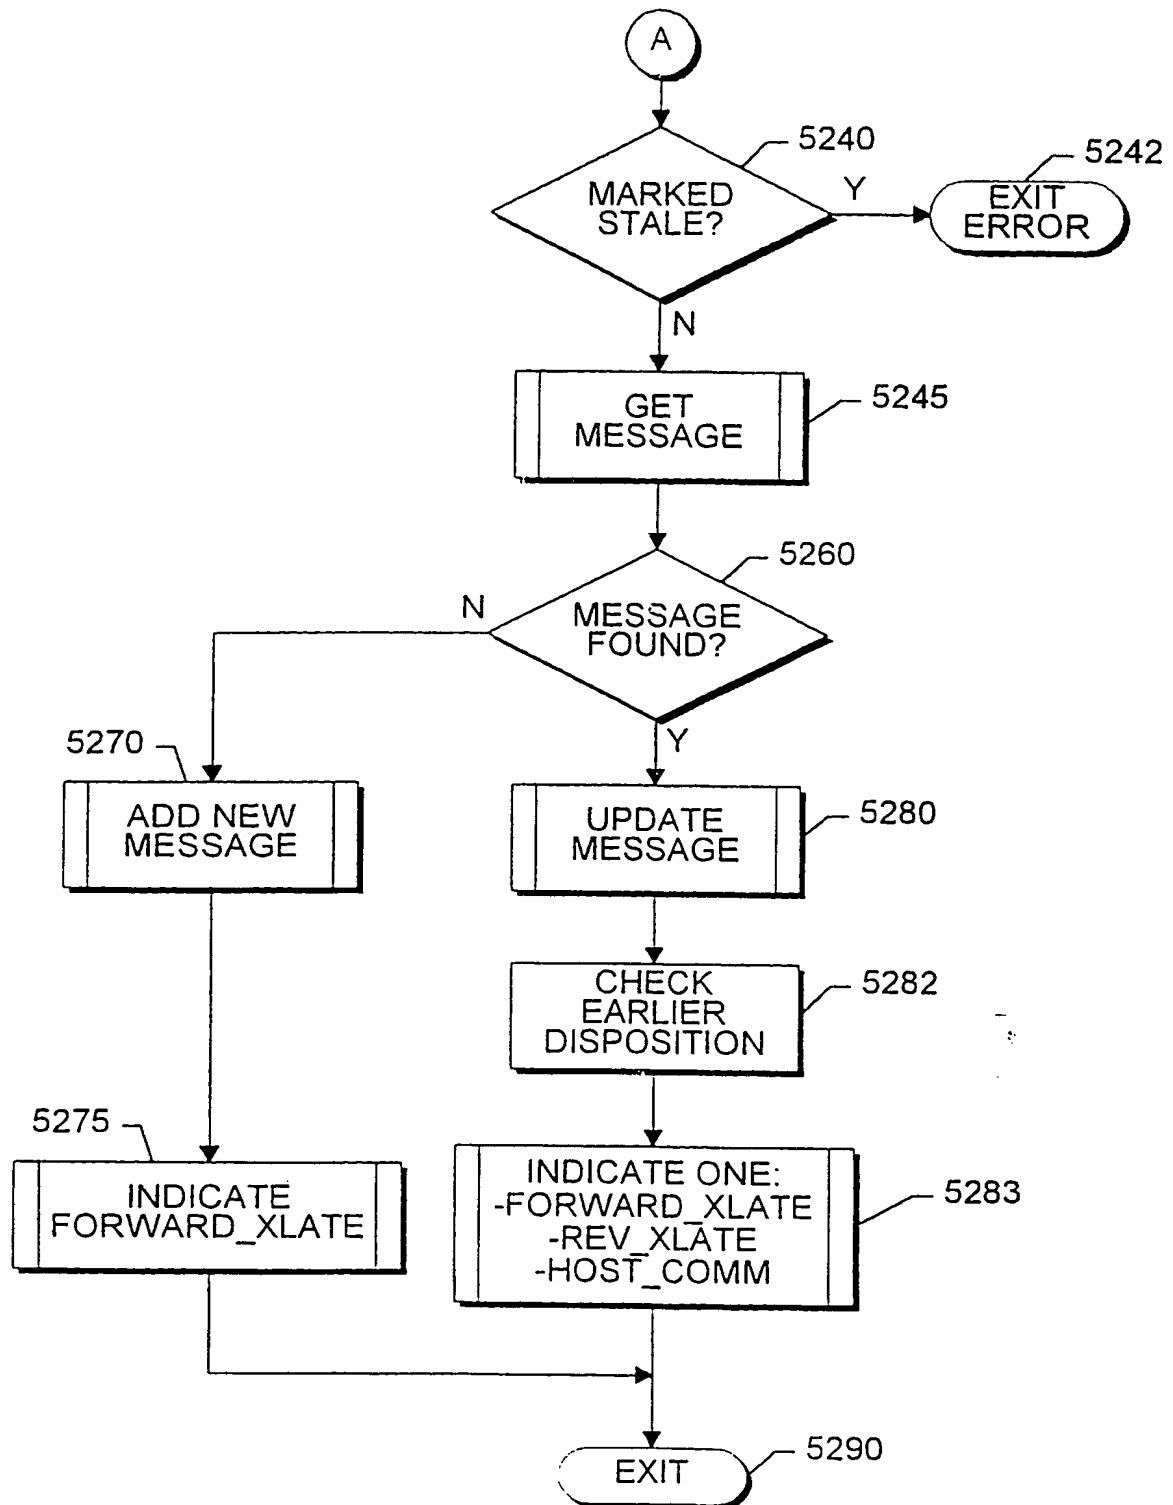 A
5240
MARKED
STALE?
Y
5242
EXIT
ERROR
N
5245
GET
MESSAGE
5260
MESSAGE
FOUND?
N
Y
5270
ADD NEW
MESSAGE
5280
UPDATE
MESSAGE
5282
CHECK
EARLIER
DISPOSITION
5275
INDICATE
FORWARD_XLATE
5283
INDICATE ONE:
-FORWARD_XLATE
-REV_XLATE
-HOST_COMM
5290
EXIT